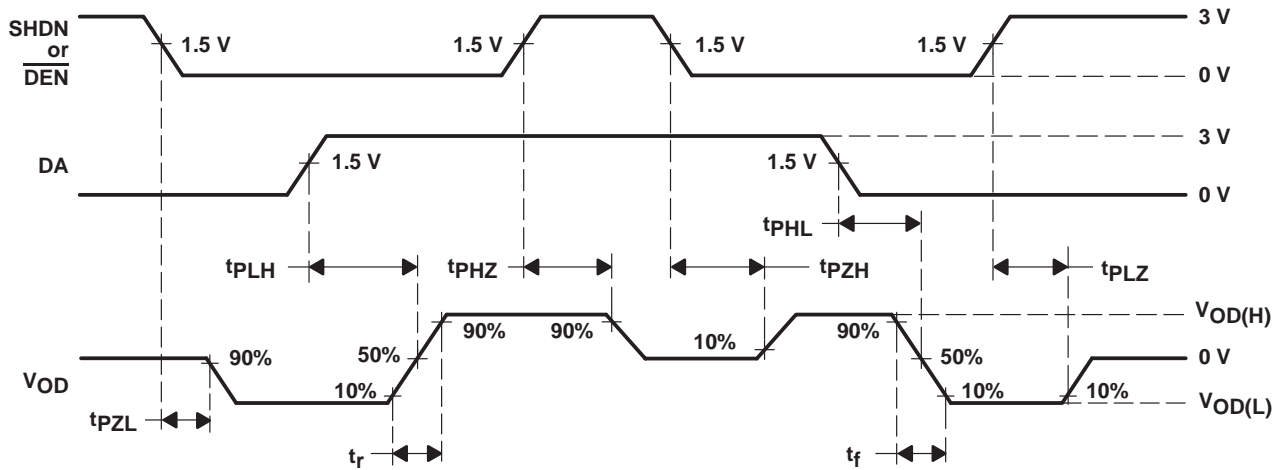 SHDN
or
DEN
1.5 V
1.5 V
1.5 V
1.5 V
3 V
0 V
DA
1.5 V
1.5 V
3 V
0 V
tPLH
tPHZ
tPHL
tPZH
tPLZ
VOD
90%
50%
10%
90%
90%
10%
90%
50%
10%
10%
VOD(H)
0 V
VOD(L)
tPZL
tr
tf